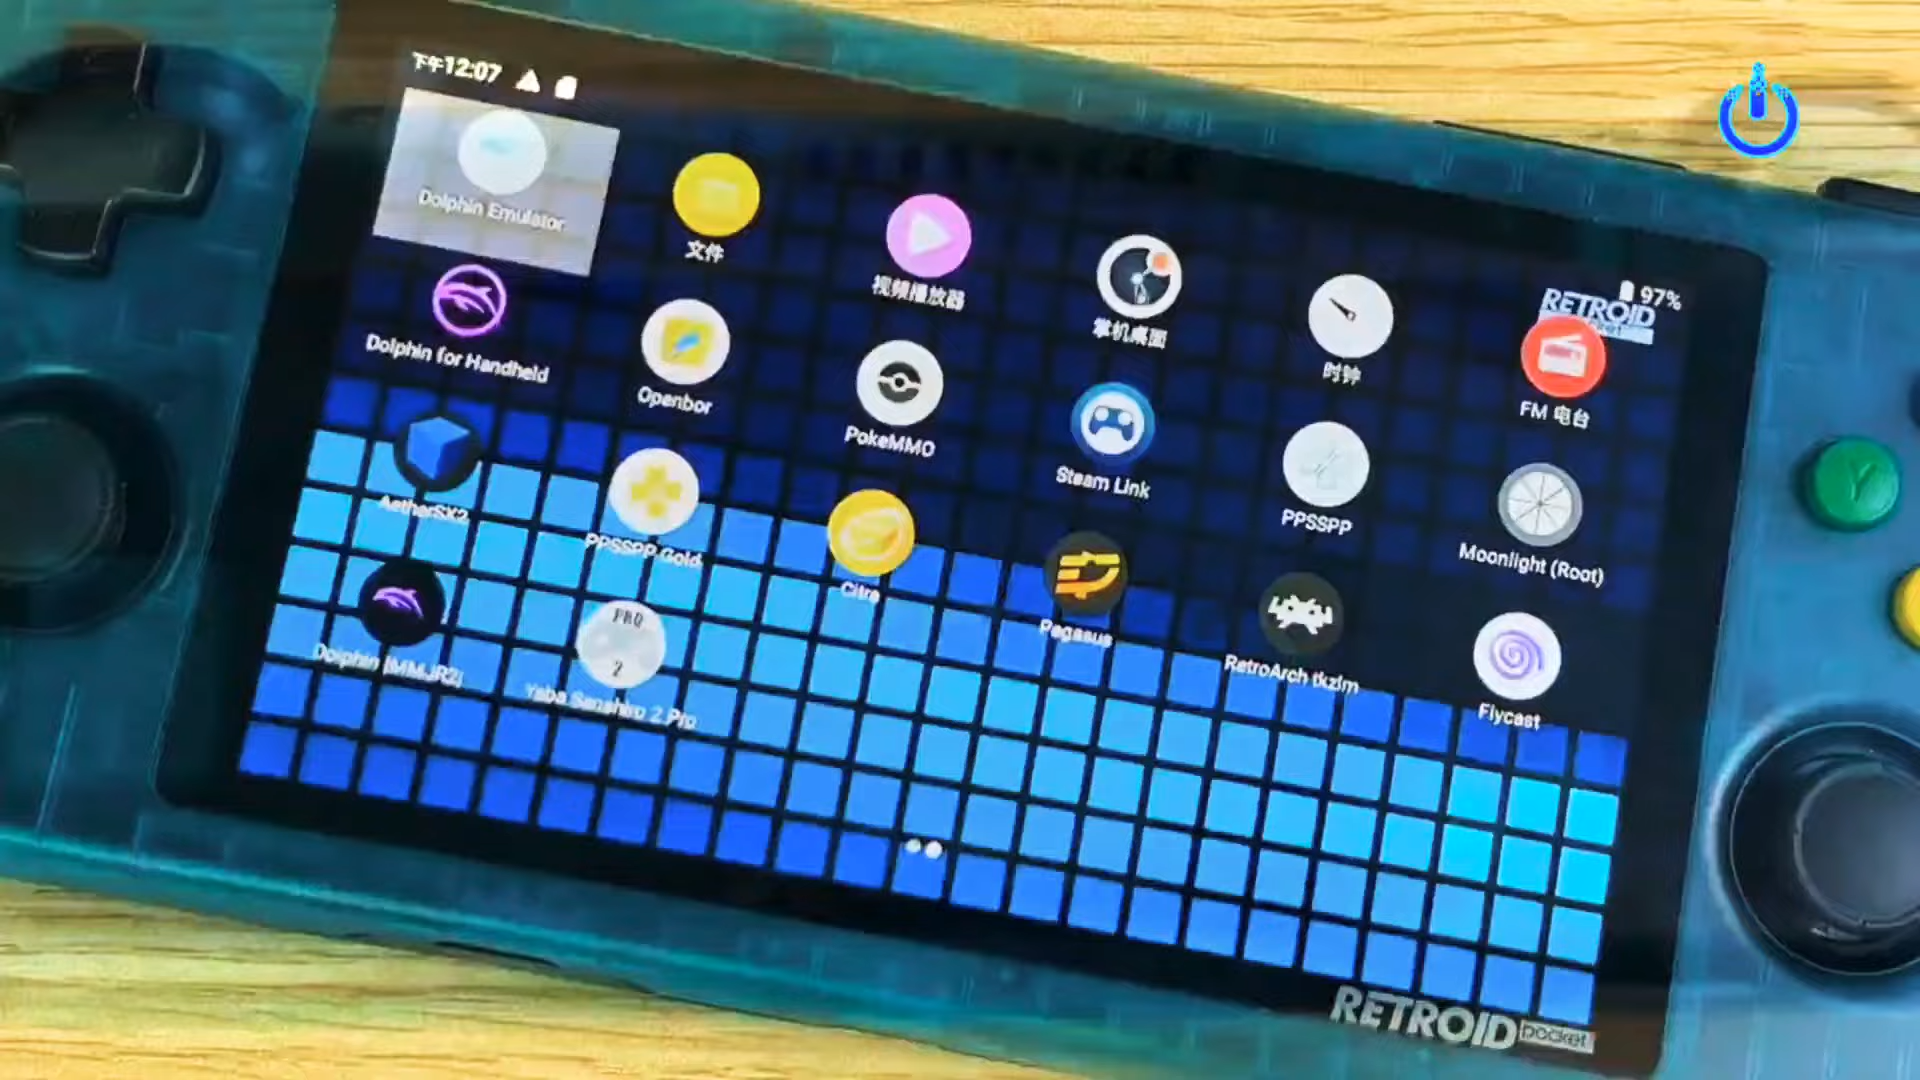 下午12:07
97%
RETROID
Dolphin Emulator
文件
视频播放器
掌机桌面
时钟
FM 电台
Dolphin for Handheld
Openbor
PokeMMO
Steam Link
PPSSPP
Moonlight (Root)
AetherSX2
PPSSPP Gold
Citra
Pegasus
RetroArch tkzlm
Flycast
Dolphin [MMJR2]
PRO
2
Yaba Sanshiro 2 Pro
Y
RETROID pocket